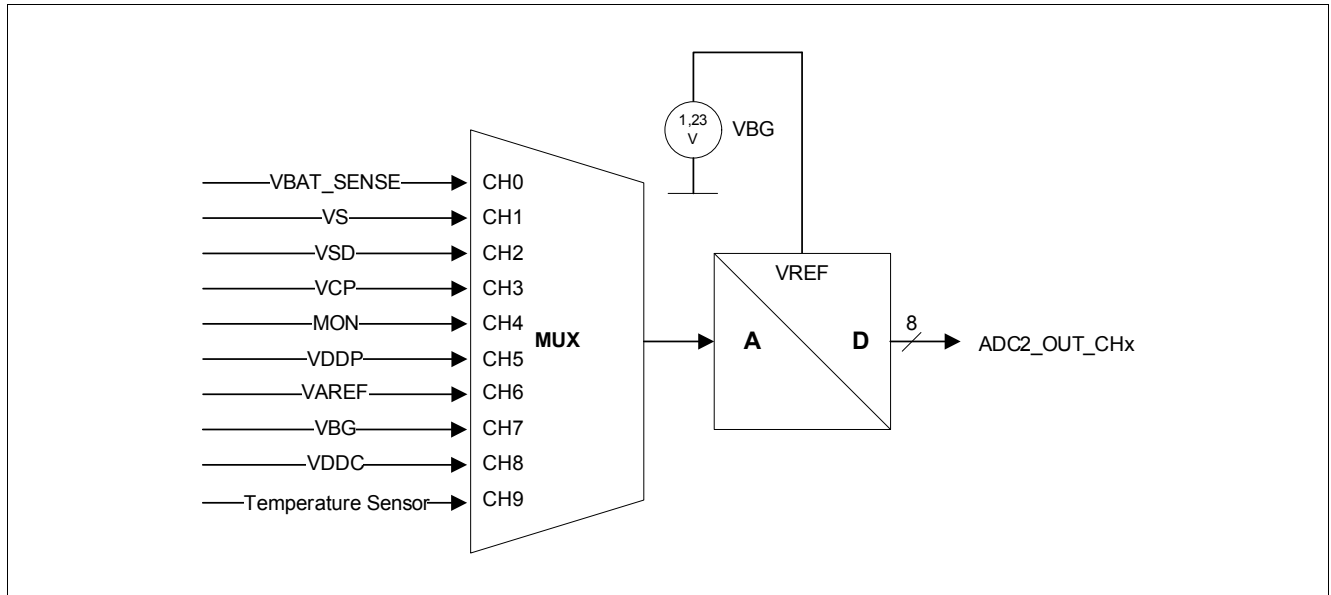 1,23
V
VBG
VBAT_SENSE CH0
VS CH1
VSD CH2
VCP CH3
MON CH4
VDDP CH5
VAREF CH6
VBG CH7
VDDC CH8
Temperature Sensor CH9
MUX
VREF
A D
8
ADC2_OUT_CHx